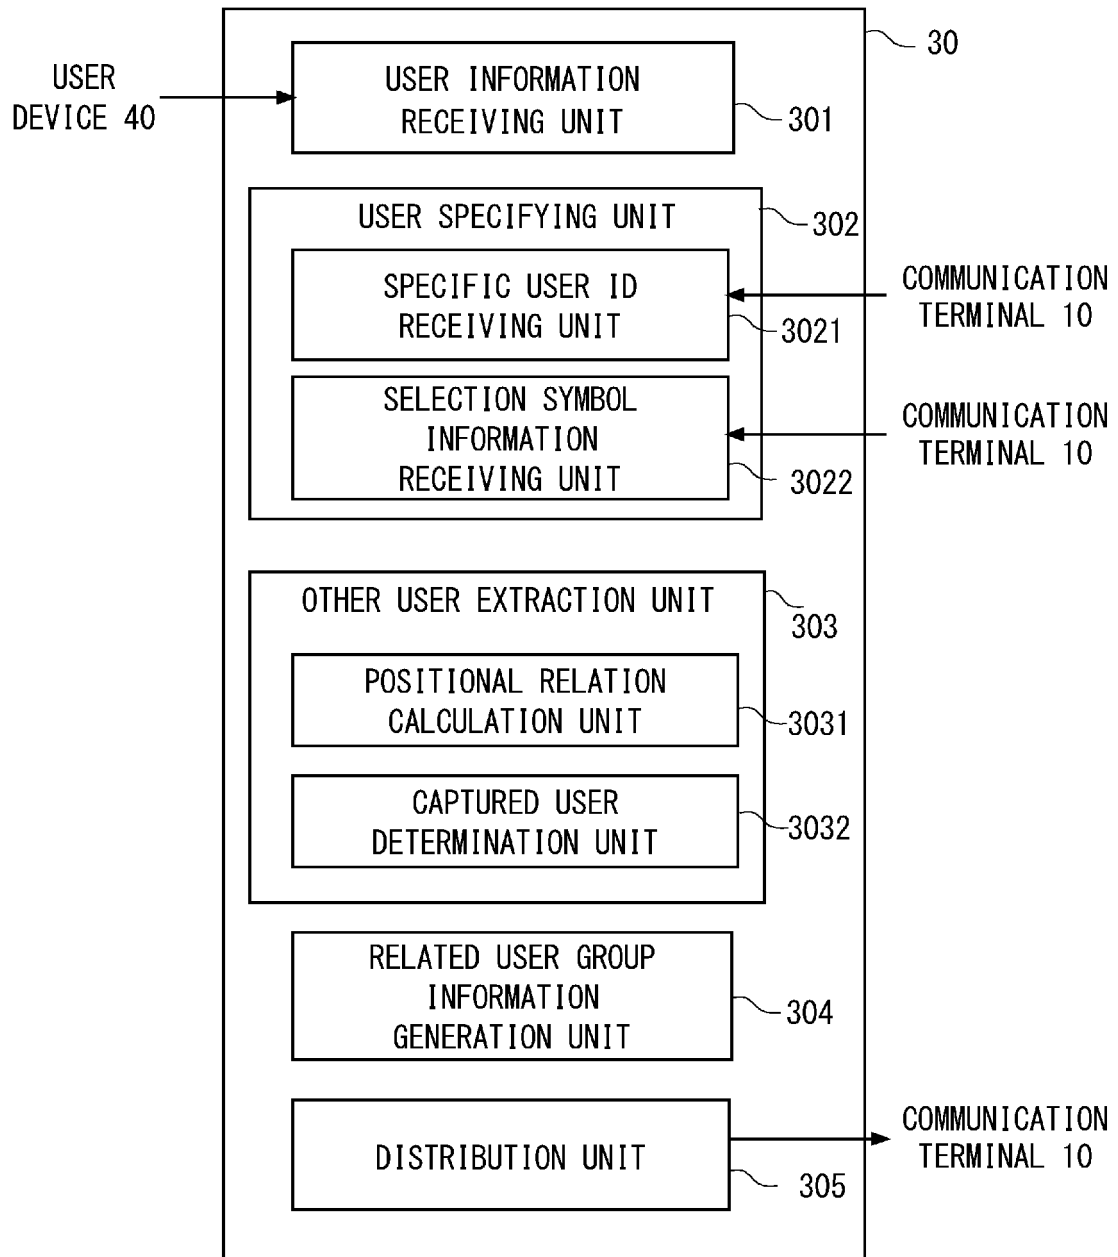 30
USER
DEVICE 40
USER INFORMATION
RECEIVING UNIT
301
USER SPECIFYING UNIT
302
SPECIFIC USER ID
RECEIVING UNIT
3021
COMMUNICATION
TERMINAL 10
SELECTION SYMBOL
INFORMATION
RECEIVING UNIT
3022
COMMUNICATION
TERMINAL 10
OTHER USER EXTRACTION UNIT
303
POSITIONAL RELATION
CALCULATION UNIT
3031
CAPTURED USER
DETERMINATION UNIT
3032
RELATED USER GROUP
INFORMATION
GENERATION UNIT
304
DISTRIBUTION UNIT
305
COMMUNICATION
TERMINAL 10